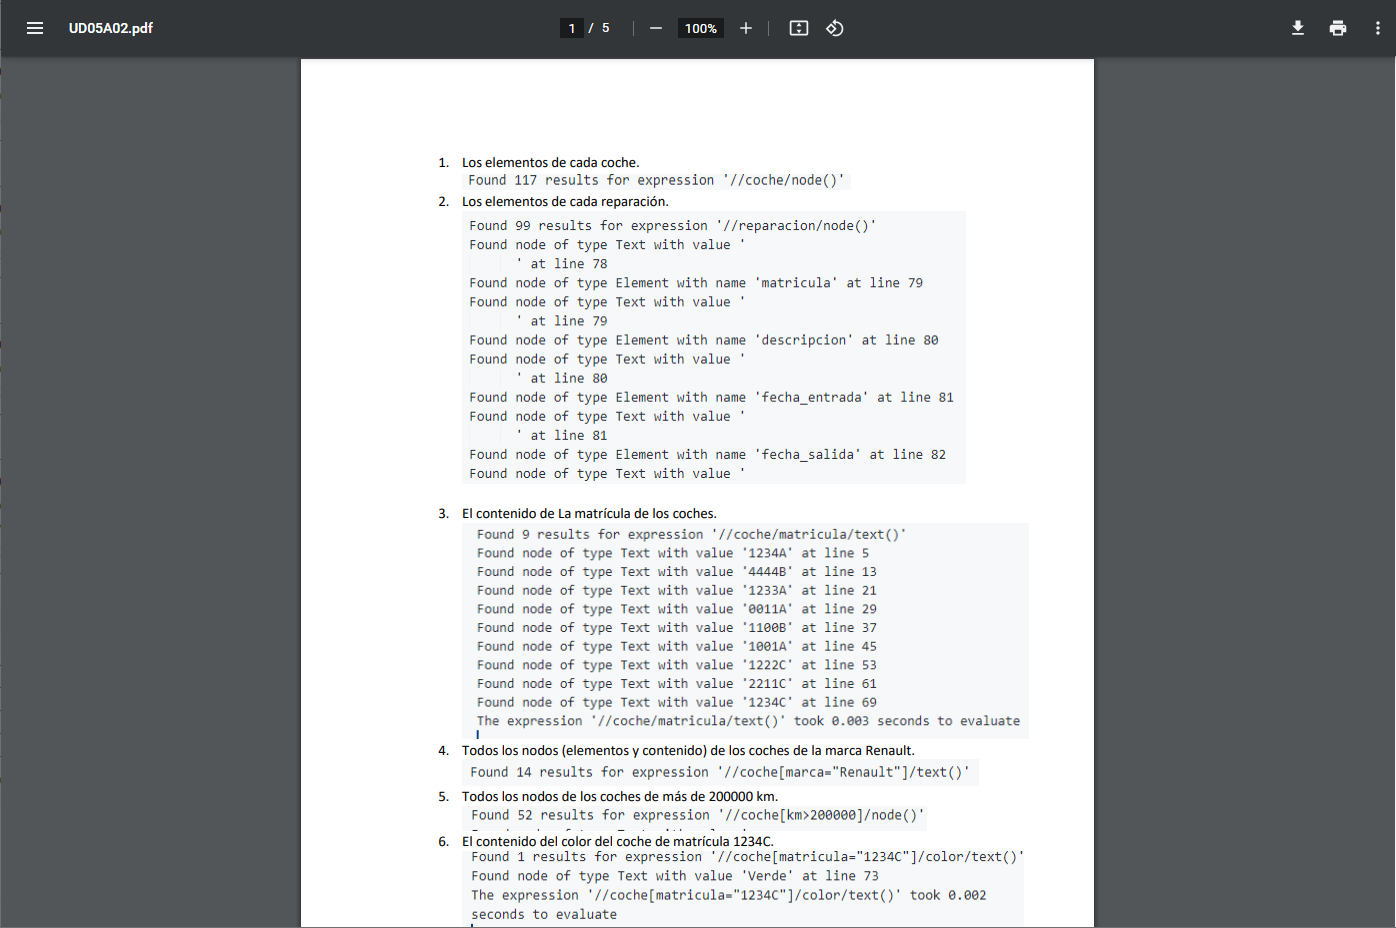 UD05A02.pdf
1 / 5
100%
1. Los elementos de cada coche.
Found 117 results for expression '//coche/node()'
2. Los elementos de cada reparación.
Found 99 results for expression '//reparacion/node()'
Found node of type Text with value '
' at line 78
Found node of type Element with name 'matricula' at line 79
Found node of type Text with value '
' at line 79
Found node of type Element with name 'descripcion' at line 80
Found node of type Text with value '
' at line 80
Found node of type Element with name 'fecha_entrada' at line 81
Found node of type Text with value '
' at line 81
Found node of type Element with name 'fecha_salida' at line 82
Found node of type Text with value '
3. El contenido de La matrícula de los coches.
Found 9 results for expression '//coche/matricula/text()'
Found node of type Text with value '1234A' at line 5
Found node of type Text with value '4444B' at line 13
Found node of type Text with value '1233A' at line 21
Found node of type Text with value '0011A' at line 29
Found node of type Text with value '1100B' at line 37
Found node of type Text with value '1001A' at line 45
Found node of type Text with value '1222C' at line 53
Found node of type Text with value '2211C' at line 61
Found node of type Text with value '1234C' at line 69
The expression '//coche/matricula/text()' took 0.003 seconds to evaluate
4. Todos los nodos (elementos y contenido) de los coches de la marca Renault.
Found 14 results for expression '//coche[marca="Renault"]/text()'
5. Todos los nodos de los coches de más de 200000 km.
Found 52 results for expression '//coche[km>200000]/node()'
6. El contenido del color del coche de matrícula 1234C.
Found 1 results for expression '//coche[matricula="1234C"]/color/text()'
Found node of type Text with value 'Verde' at line 73
The expression '//coche[matricula="1234C"]/color/text()' took 0.002
seconds to evaluate